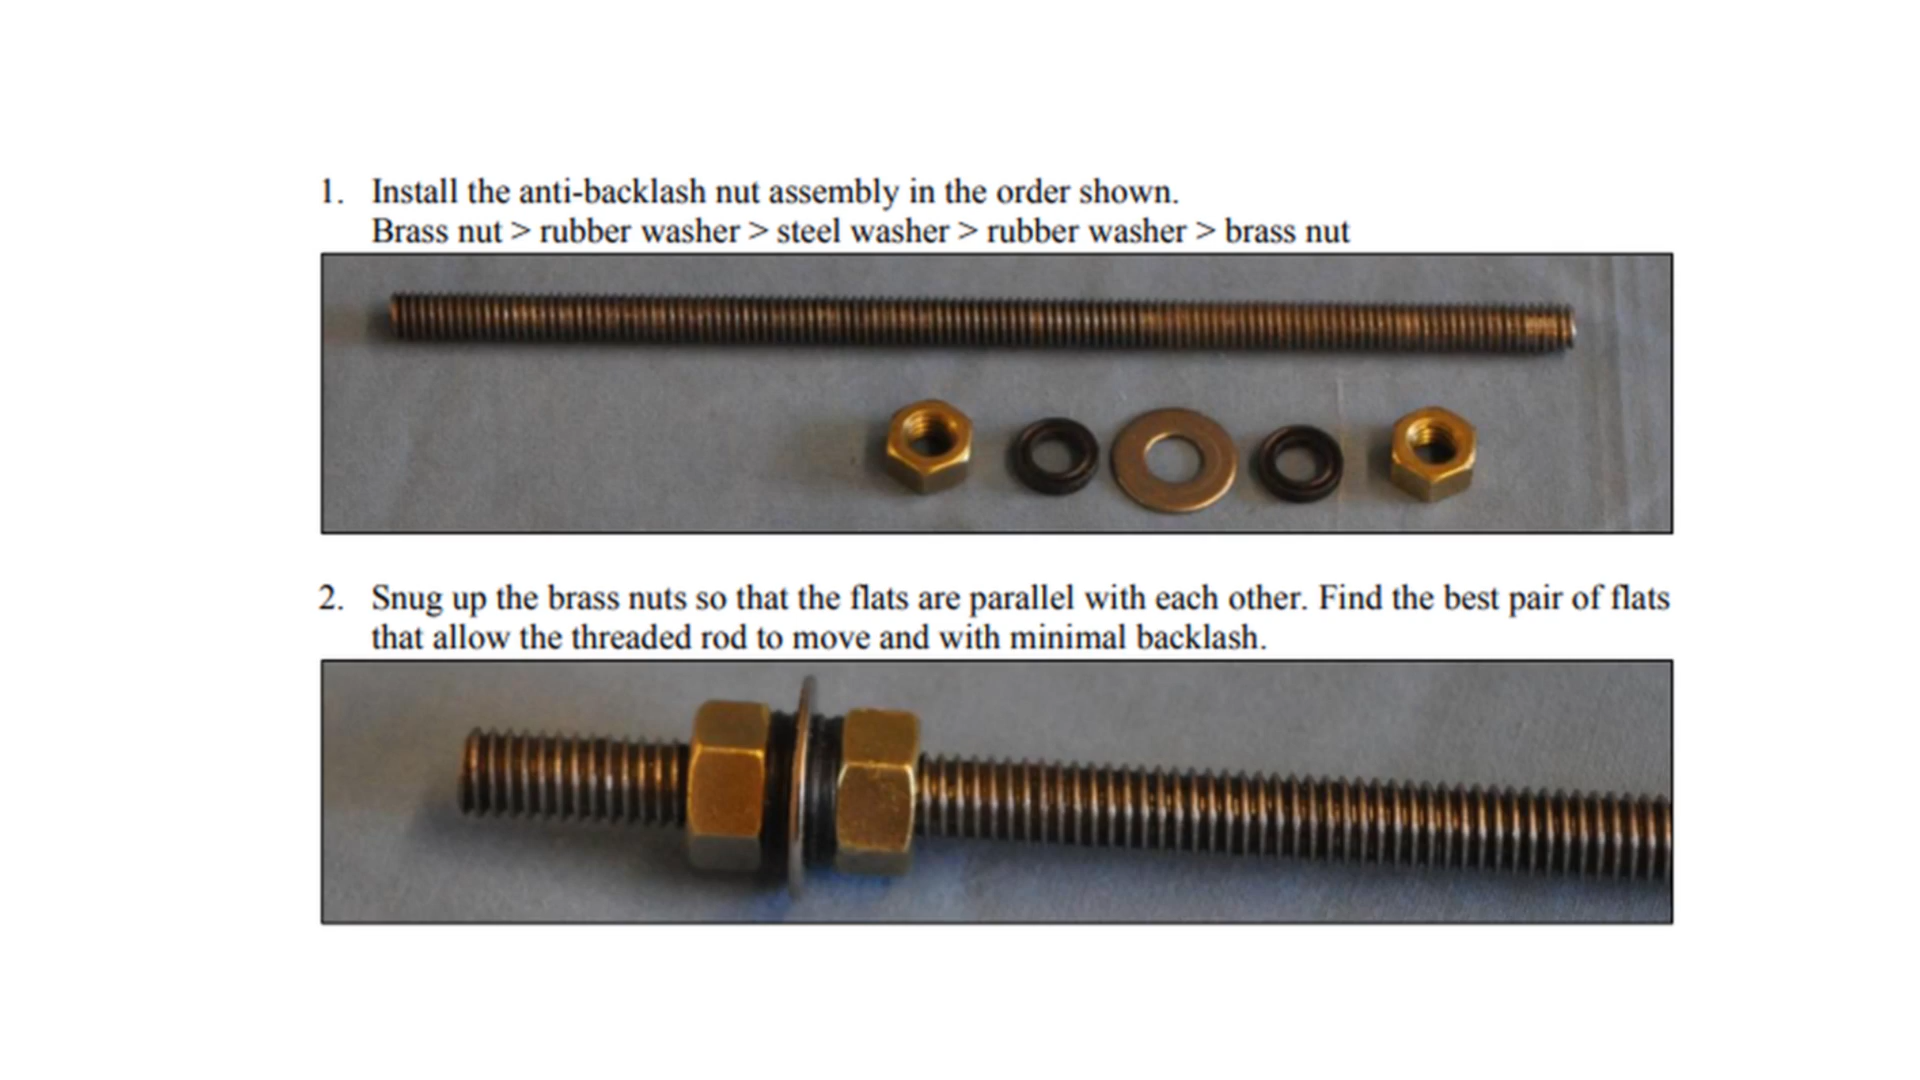 1. Install the anti-backlash nut assembly in the order shown.
Brass nut > rubber washer > steel washer > rubber washer > brass nut
2. Snug up the brass nuts so that the flats are parallel with each other. Find the best pair of flats
that allow the threaded rod to move and with minimal backlash.